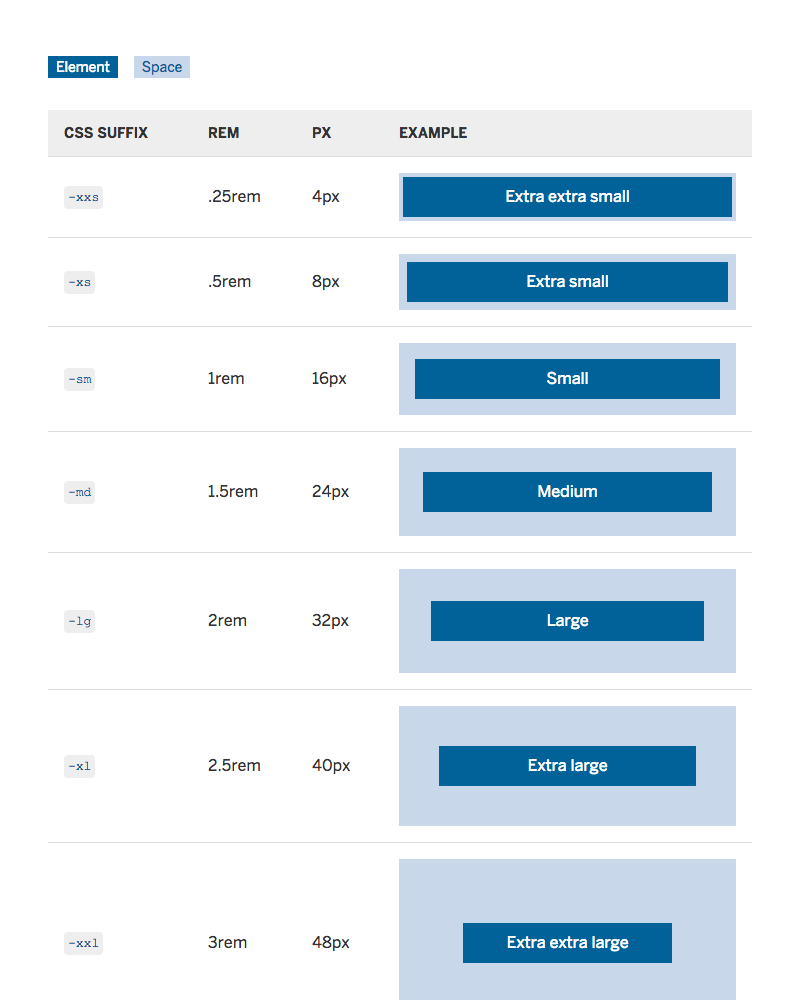 Element Space
CSS SUFFIX REM PX EXAMPLE
-xxs .25rem 4px Extra extra small
-xs .5rem 8px Extra small
-sm 1rem 16px Small
-md 1.5rem 24px Medium
-lg 2rem 32px Large
-xl 2.5rem 40px Extra large
-xxl 3rem 48px Extra extra large